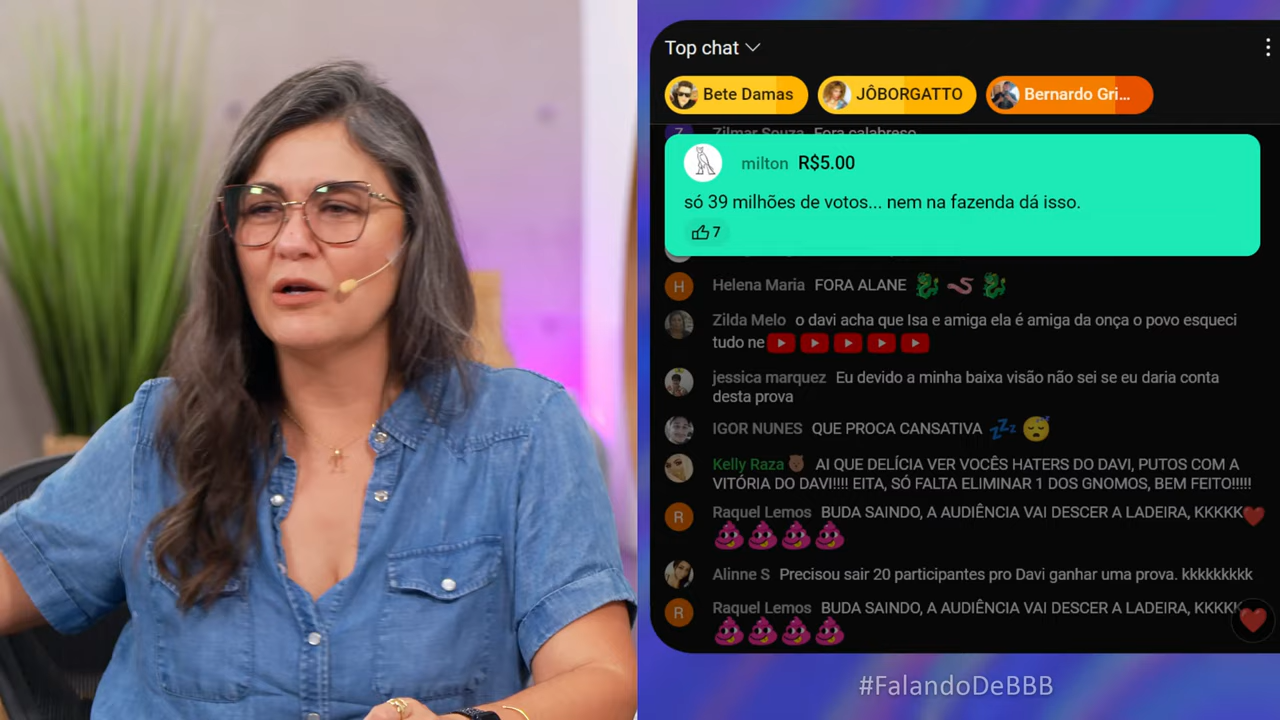 Top chat
Bete Damas JÔBORGATTO Bernardo Gri...
Z Zilmar Souza Fora calabreso
milton R$5.00
só 39 milhões de votos... nem na fazenda dá isso.
7
H Helena Maria FORA ALANE
Zilda Melo o davi acha que Isa e amiga ela é amiga da onça o povo esqueci
tudo ne
jessica marquez Eu devido a minha baixa visão não sei se eu daria conta
desta prova
IGOR NUNES QUE PROCA CANSATIVA
Kelly Raza AI QUE DELÍCIA VER VOCÊS HATERS DO DAVI, PUTOS COM A
VITÓRIA DO DAVI!!!! EITA, SÓ FALTA ELIMINAR 1 DOS GNOMOS, BEM FEITO!!!!!
R Raquel Lemos BUDA SAINDO, A AUDIÊNCIA VAI DESCER A LADEIRA, KKKKK
Alinne S Precisou sair 20 participantes pro Davi ganhar uma prova. kkkkkkkkk
R Raquel Lemos BUDA SAINDO, A AUDIÊNCIA VAI DESCER A LADEIRA, KKKKK
#FalandoDeBBB